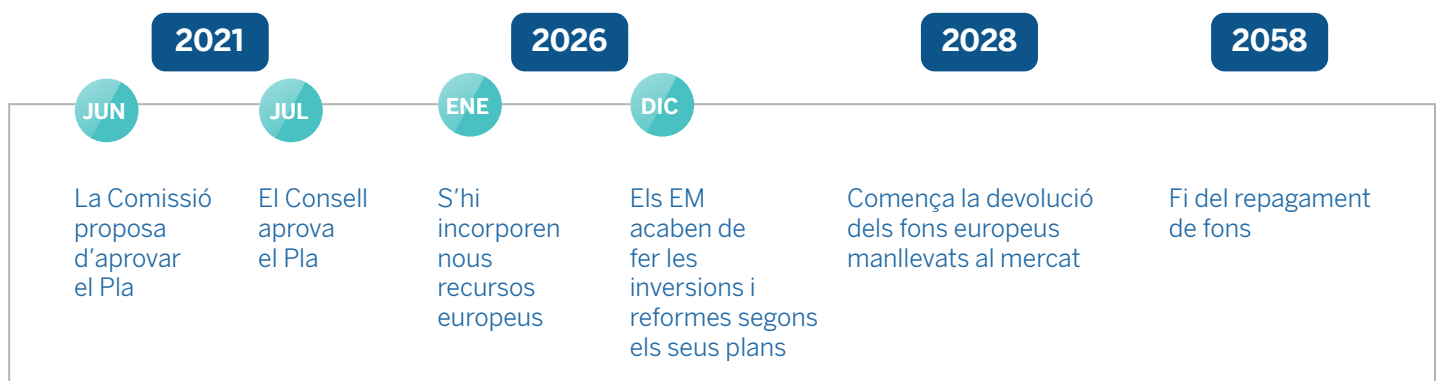 2021
2026
2028
2058
JUN
JUL
ENE
DIC
La Comissió
proposa
d'aprovar
el Pla
El Consell
aprova
el Pla
S'hi
incorporen
nous
recursos
europeus
Els EM
acaben de
fer les
inversions i
reformes segons
els seus plans
Comença la devolució
dels fons europeus
manllevats al mercat
Fi del repagament
de fons